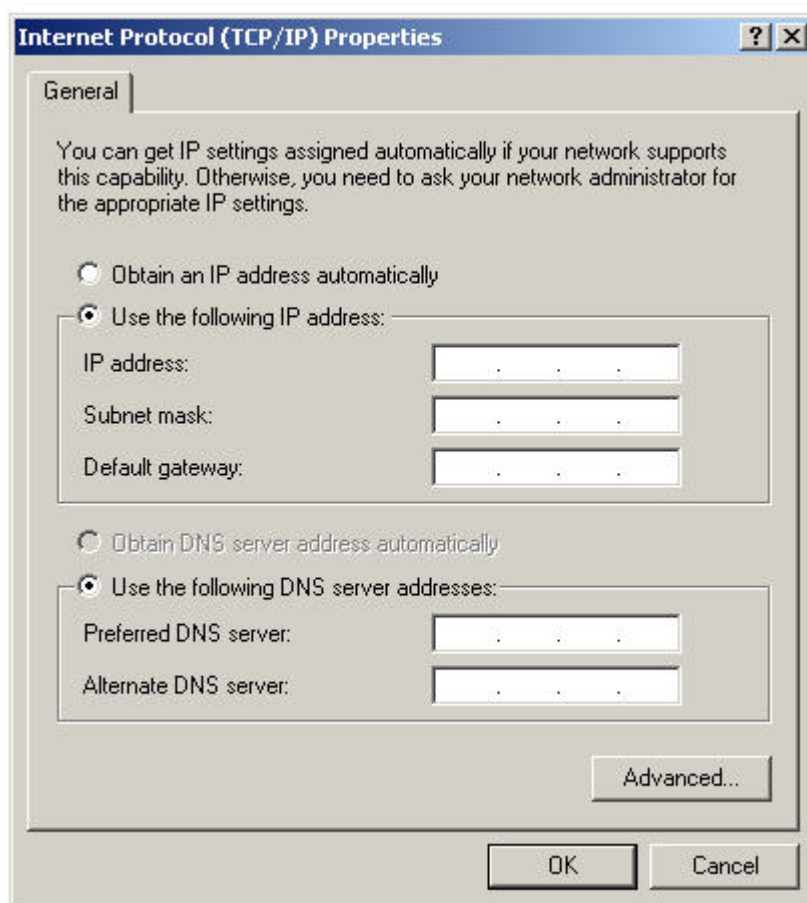 Internet Protocol (TCP/IP) Properties
General
You can get IP settings assigned automatically if your network supports
this capability. Otherwise, you need to ask your network administrator for
the appropriate IP settings.
Obtain an IP address automatically
Use the following IP address:
IP address: . . .
Subnet mask: . . .
Default gateway: . . .
Obtain DNS server address automatically
Use the following DNS server addresses:
Preferred DNS server: . . .
Alternate DNS server: . . .
Advanced...
OK Cancel